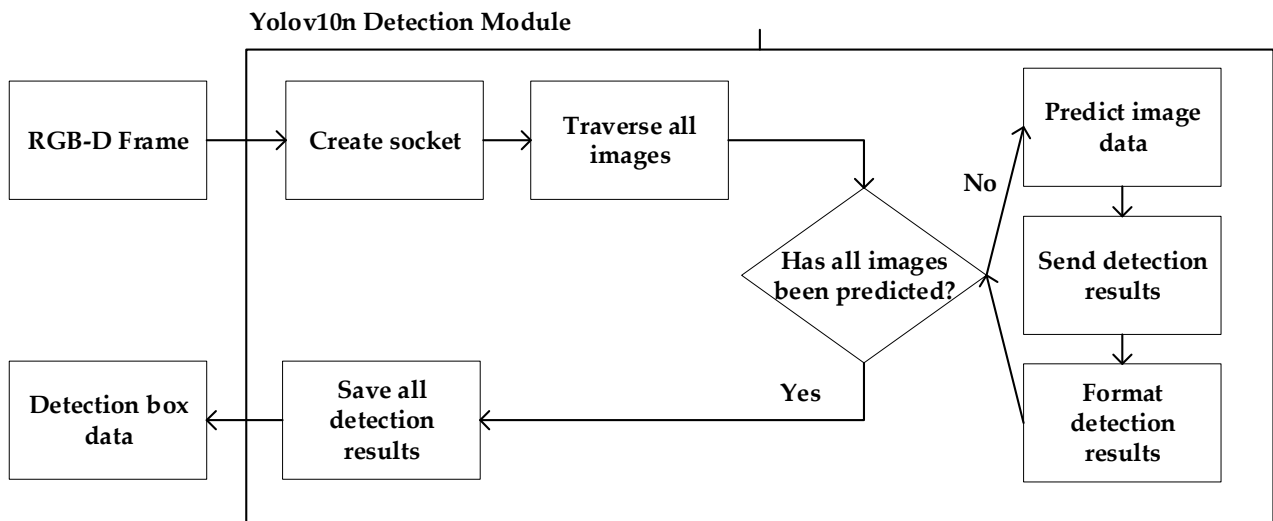 Yolov10n Detection Module
RGB-D Frame
Create socket
Traverse all
images
Has all images
been predicted?
No
Predict image
data
Send detection
results
Format
detection
results
Yes
Save all
detection
results
Detection box
data